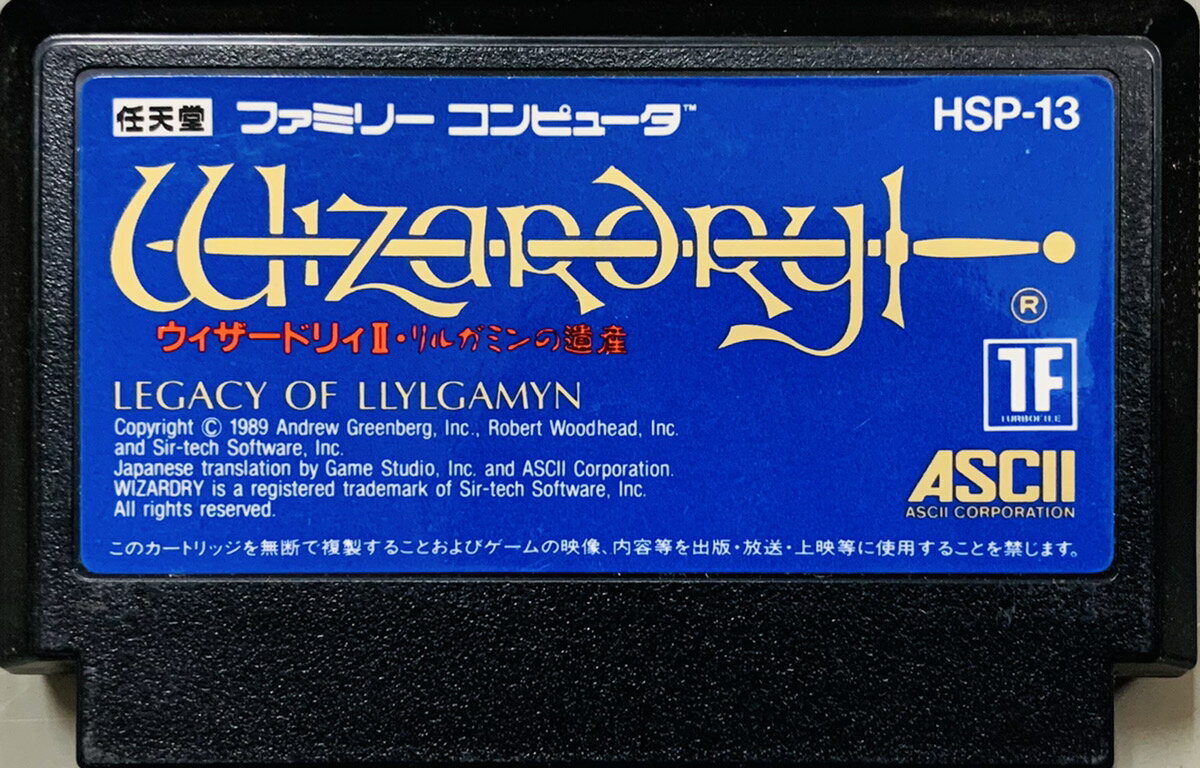 任天堂 ファミリー コンピュータ™ HSP-13
Wizardry
®
ウィザードリィII・リルガミンの遺産
TF
TURBOFILE
LEGACY OF LLYLGAMYN
Copyright © 1989 Andrew Greenberg, Inc., Robert Woodhead, Inc.
and Sir-tech Software, Inc.
Japanese translation by Game Studio, Inc. and ASCII Corporation.
WIZARDRY is a registered trademark of Sir-tech Software, Inc.
All rights reserved.
ASCII
ASCII CORPORATION
このカートリッジを無断で複製することおよびゲームの映像、内容等を出版・放送・上映等に使用することを禁じます。